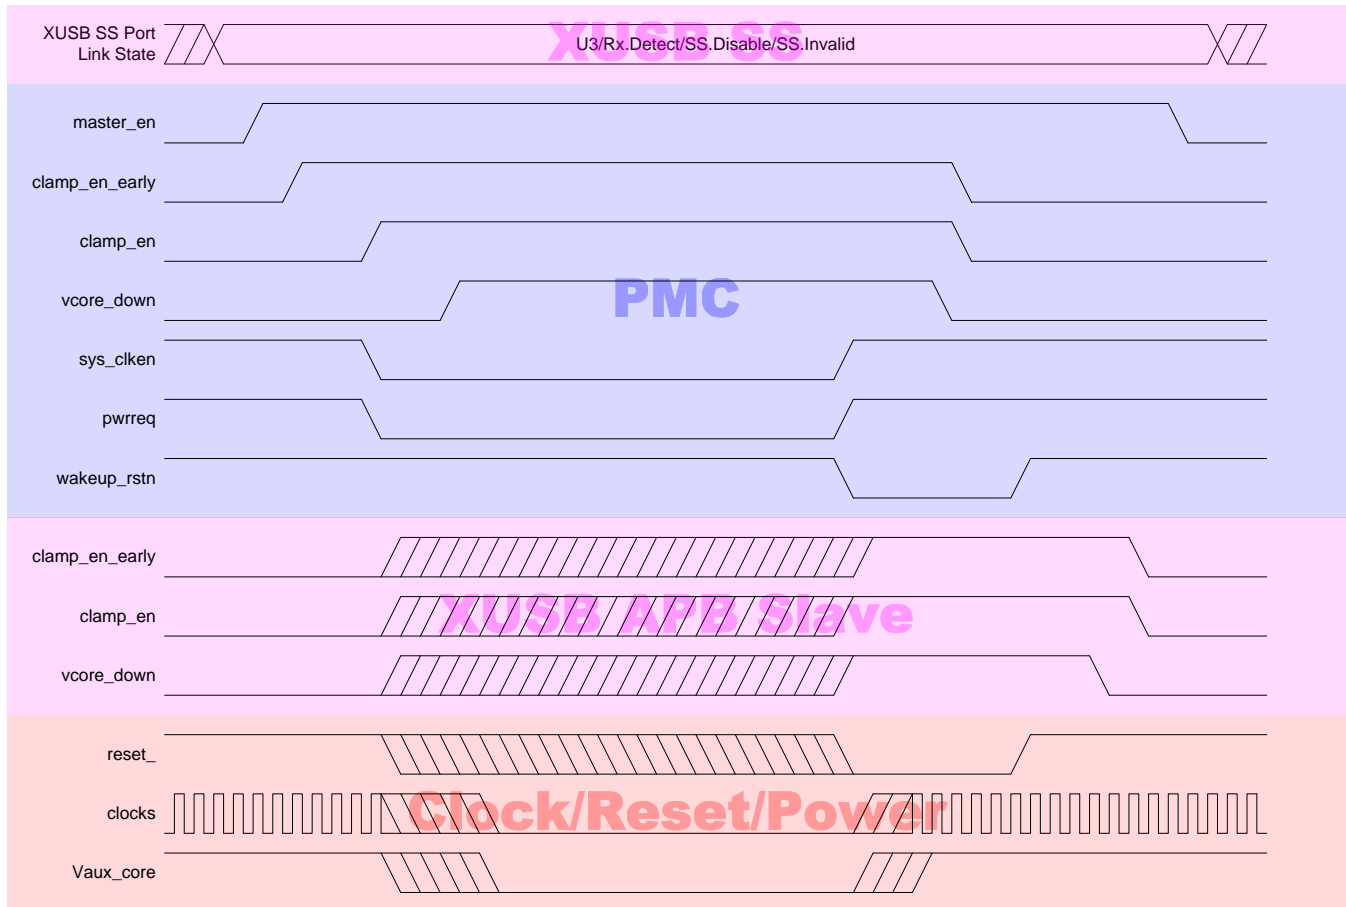 XUSB SS Port
Link State
XUSB SS
U3/Rx.Detect/SS.Disable/SS.Invalid
master_en
clamp_en_early
clamp_en
vcore_down
PMC
sys_clken
pwrreq
wakeup_rstn
clamp_en_early
clamp_en
XUSB APB Slave
vcore_down
reset_
clocks
Clock/Reset/Power
Vaux_core